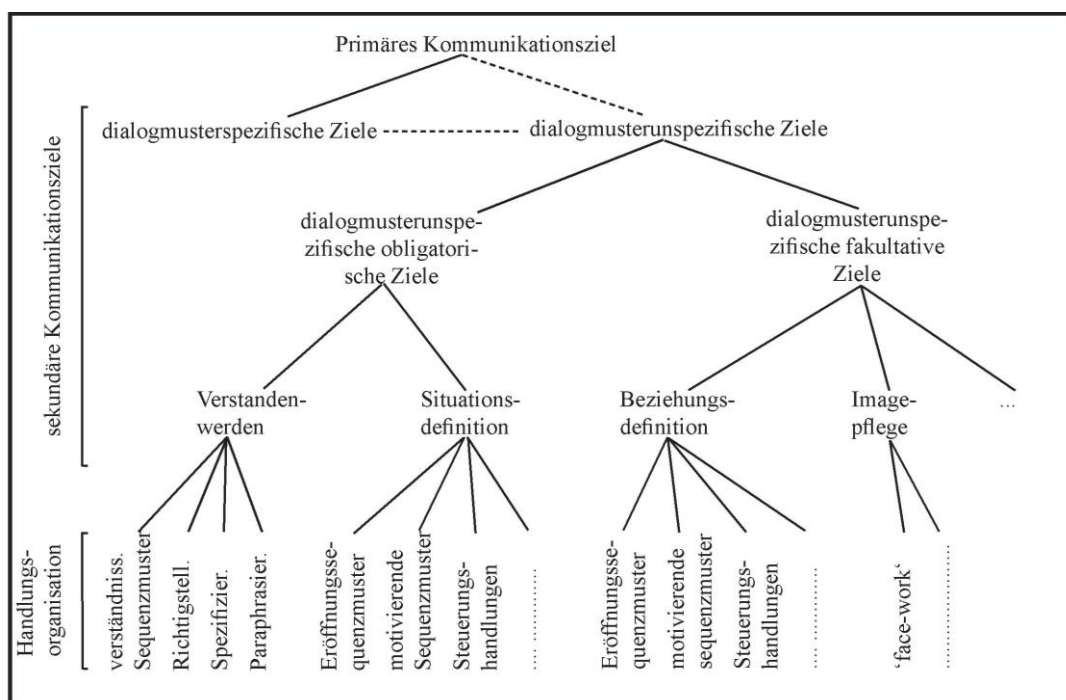 Primäres Kommunikationsziel
dialogmusterspezifische Ziele
dialogmusterunspezifische Ziele
sekundäre Kommunikationsziele
dialogmusterunspe-
zifische obligatori-
sche Ziele
dialogmusterunspe-
zifische fakultative
Ziele
Verstanden-
werden
Situations-
definition
Beziehungs-
definition
Image-
pflege
...
Handlungs-
organisation
verständniss.
Sequenzmuster
Richtigstell.
Spezifizier.
Paraphrasier.
Eröffnungsse-
quenzmuster
motivierende
Sequenzmuster
Steuerungs-
handlungen
.... ............
Eröffnungsse-
quenzmuster
motivierende
sequenzmuster
Steuerungs-
handlungen
.... ............
'face-work'
.... ............